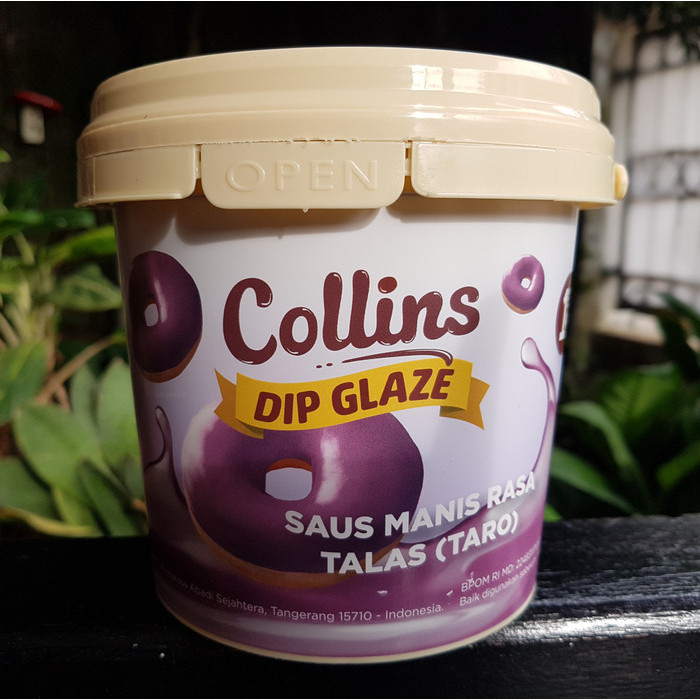 OPEN
Collins
DIP GLAZE
SAUS MANIS RASA
TALAS (TARO)
Abadi Sejahtera, Tangerang 15710 - Indonesia.
BPOM RI MD
Baik digunakan